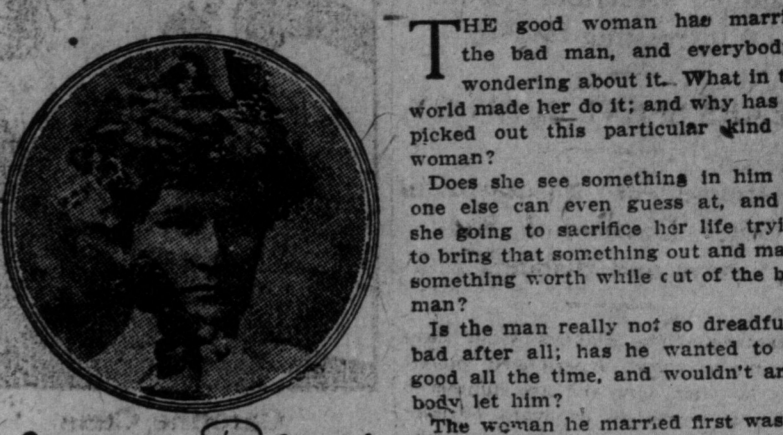 THE good woman has marri
the bad man, and everybod
wondering about it. What in t
world made her do it; and why has
picked out this particular kind
woman?
Does she see something in him
one else can even guess at, and
she going to sacrifice her life tryi
to bring that something out and ma
something worth while cut of the b
man?
Is the man really not so dreadfu
bad after all; has he wanted to
good all the time, and wouldn't an
body let him?
The woman he married first was